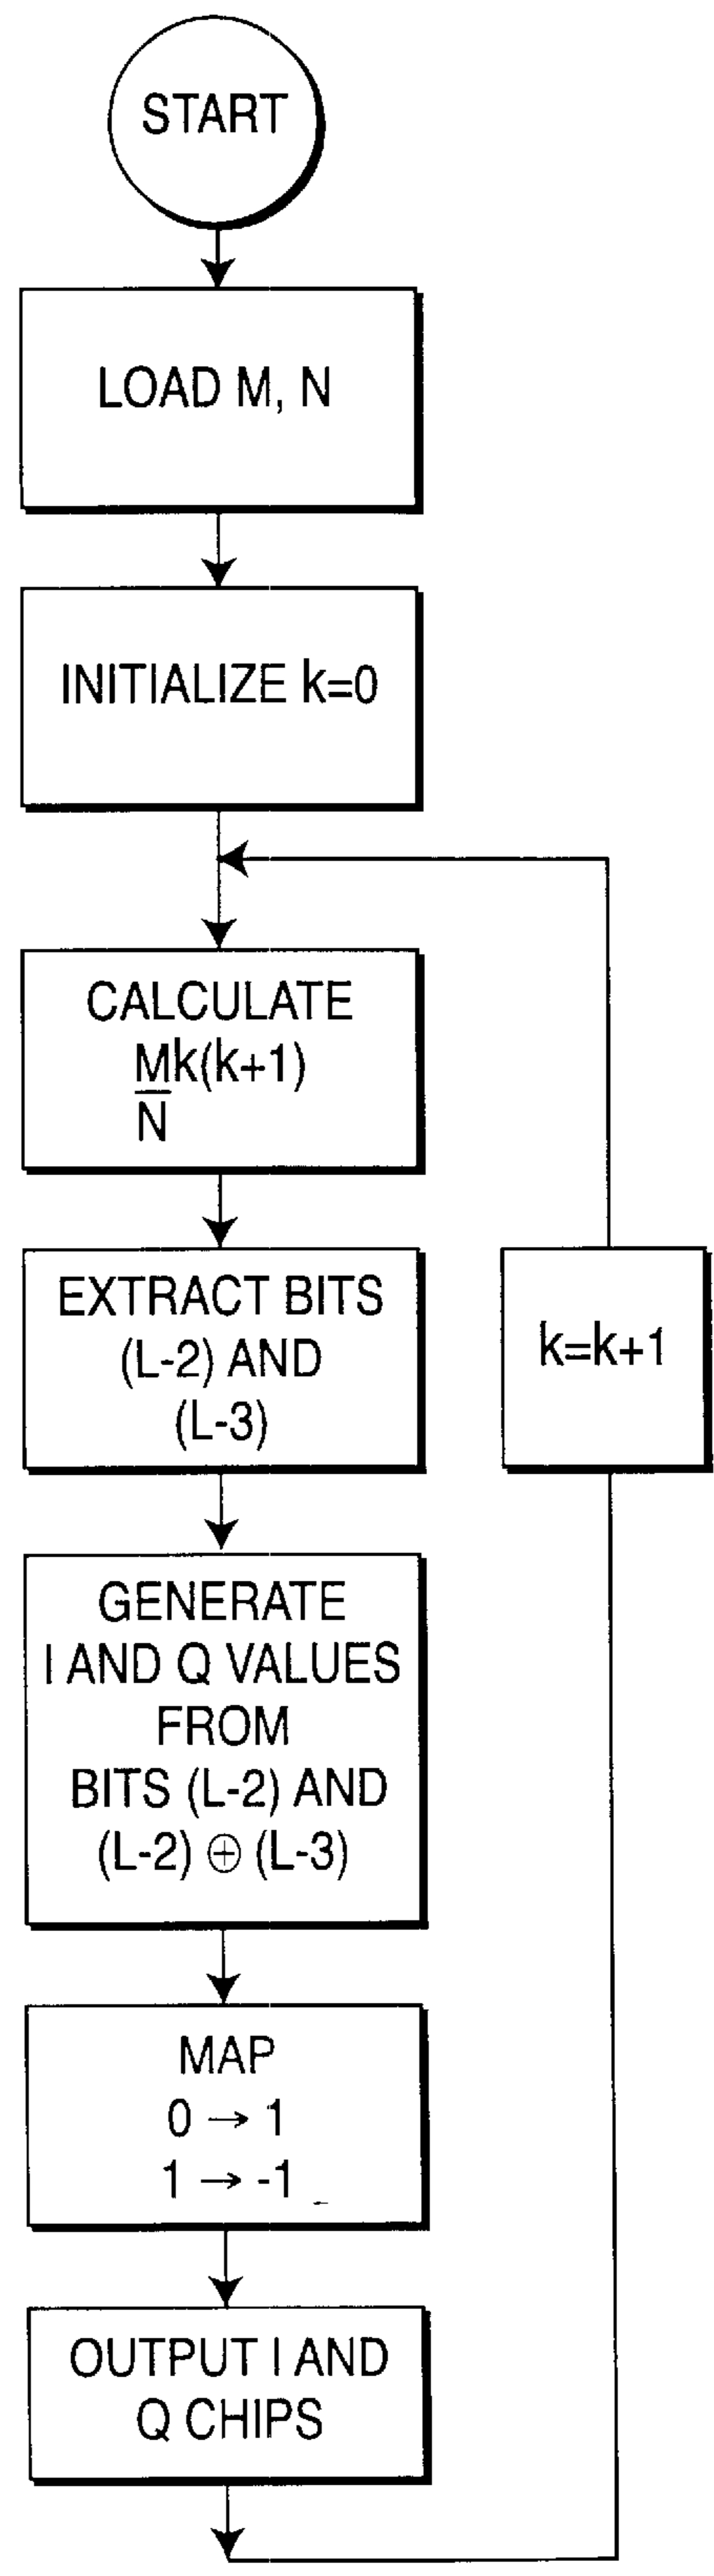 START
LOAD M, N
INITIALIZE k=0
CALCULATE
M/N k(k+1)
EXTRACT BITS
(L-2) AND
(L-3)
k=k+1
GENERATE
I AND Q VALUES
FROM
BITS (L-2) AND
(L-2) ⊕ (L-3)
MAP
0 → 1
1 → -1
OUTPUT I AND
Q CHIPS